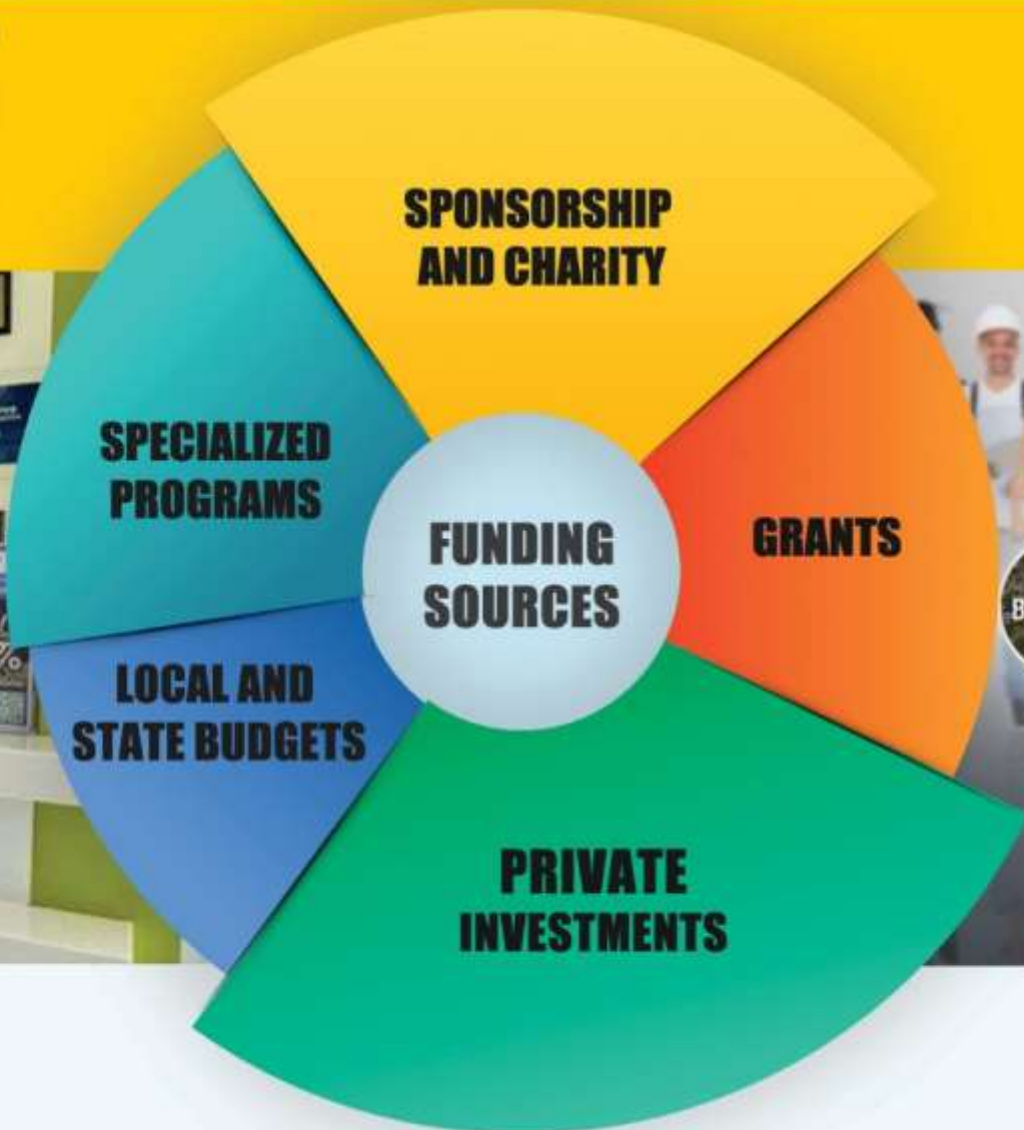 SPONSORSHIP
AND CHARITY
SPECIALIZED
PROGRAMS
GRANTS
FUNDING
SOURCES
LOCAL AND
STATE BUDGETS
PRIVATE
INVESTMENTS